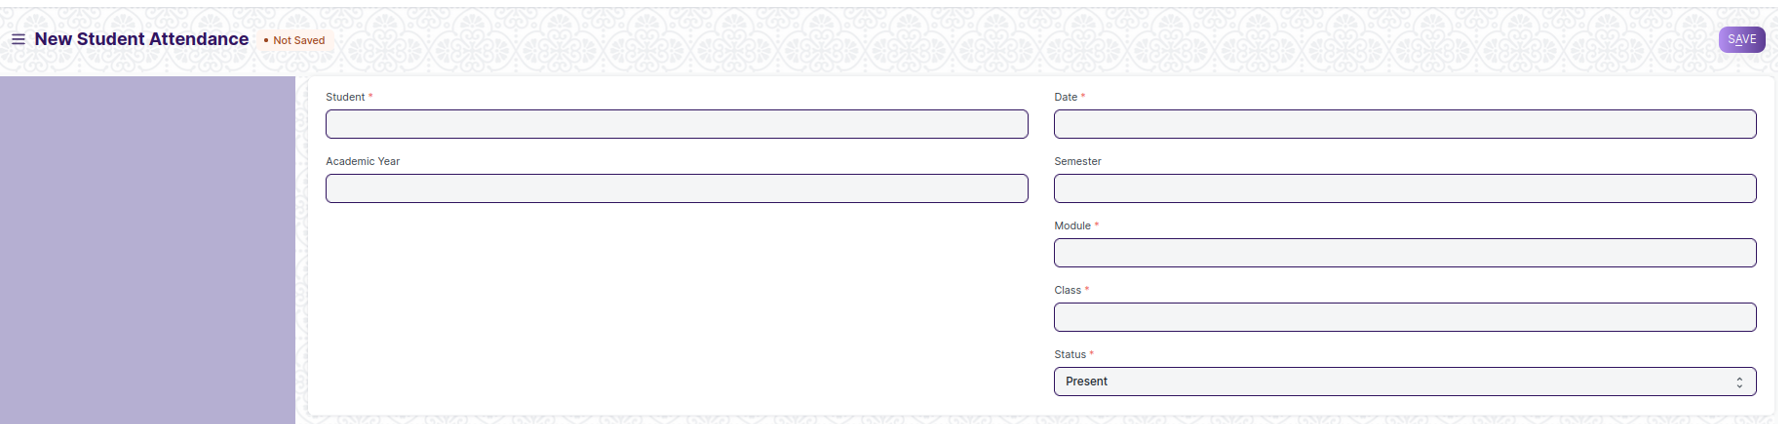 New Student Attendance
• Not Saved
SAVE
Student *
Date *
Academic Year
Semester
Module *
Class *
Status *
Present